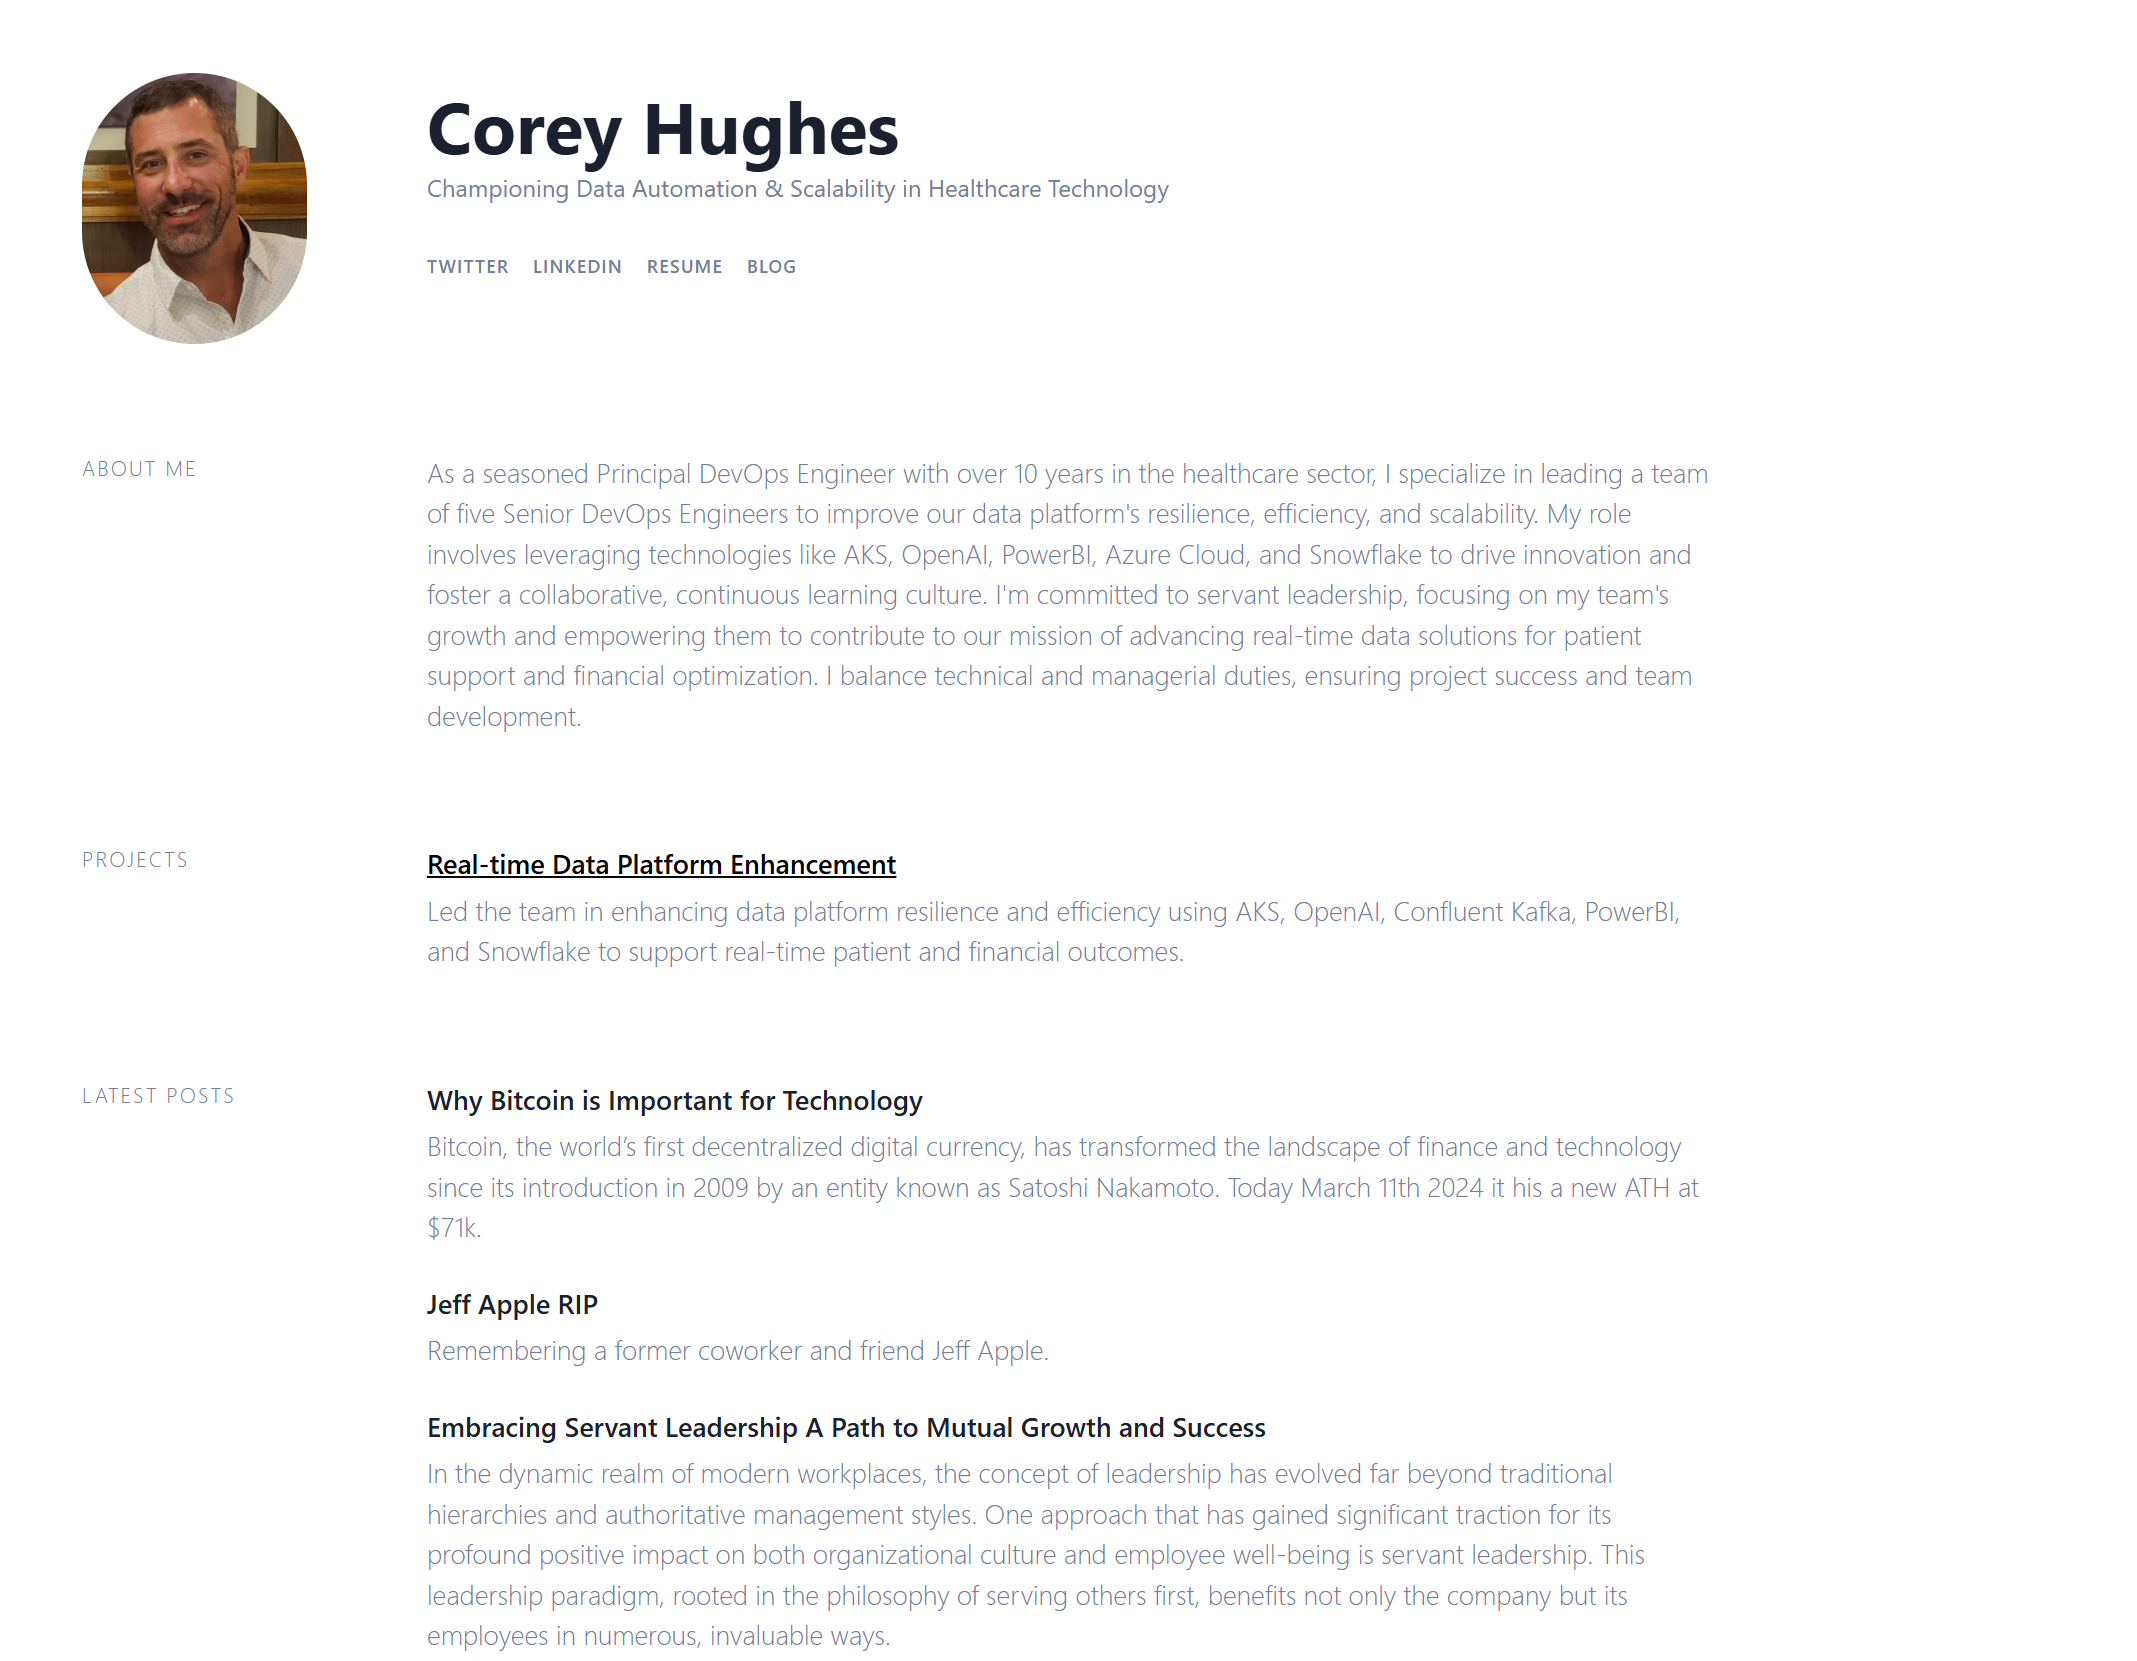 Corey Hughes
Championing Data Automation & Scalability in Healthcare Technology
TWITTER LINKEDIN RESUME BLOG
ABOUT ME
As a seasoned Principal DevOps Engineer with over 10 years in the healthcare sector, I specialize in leading a team
of five Senior DevOps Engineers to improve our data platform's resilience, efficiency, and scalability. My role
involves leveraging technologies like AKS, OpenAI, PowerBI, Azure Cloud, and Snowflake to drive innovation and
foster a collaborative, continuous learning culture. I'm committed to servant leadership, focusing on my team's
growth and empowering them to contribute to our mission of advancing real-time data solutions for patient
support and financial optimization. I balance technical and managerial duties, ensuring project success and team
development.
PROJECTS
Real-time Data Platform Enhancement
Led the team in enhancing data platform resilience and efficiency using AKS, OpenAI, Confluent Kafka, PowerBI,
and Snowflake to support real-time patient and financial outcomes.
LATEST POSTS
Why Bitcoin is Important for Technology
Bitcoin, the world’s first decentralized digital currency, has transformed the landscape of finance and technology
since its introduction in 2009 by an entity known as Satoshi Nakamoto. Today March 11th 2024 it his a new ATH at
$71k.
Jeff Apple RIP
Remembering a former coworker and friend Jeff Apple.
Embracing Servant Leadership A Path to Mutual Growth and Success
In the dynamic realm of modern workplaces, the concept of leadership has evolved far beyond traditional
hierarchies and authoritative management styles. One approach that has gained significant traction for its
profound positive impact on both organizational culture and employee well-being is servant leadership. This
leadership paradigm, rooted in the philosophy of serving others first, benefits not only the company but its
employees in numerous, invaluable ways.